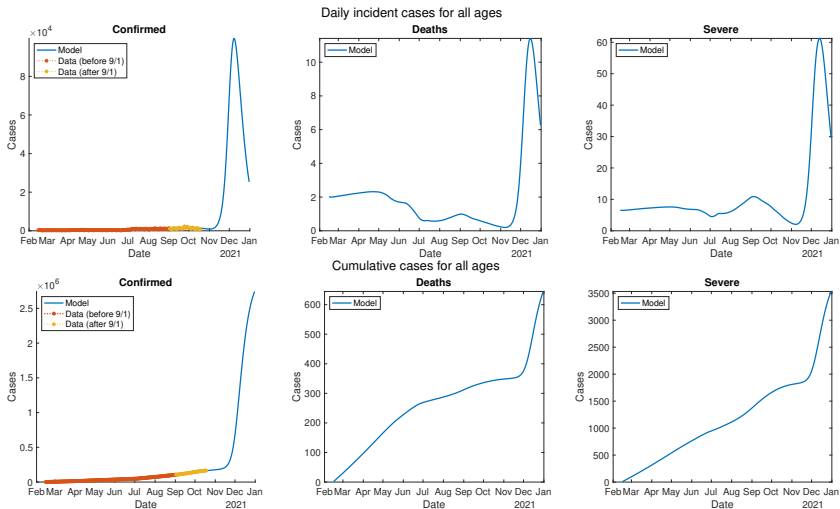 Daily incident cases for all ages
Confirmed
×10^4
Model
Data (before 9/1)
Data (after 9/1)
8
6
4
2
0
Cases
Feb Mar Apr May Jun Jul Aug Sep Oct Nov Dec Jan
Date
2021
Deaths
Model
10
8
6
4
2
0
Cases
Feb Mar Apr May Jun Jul Aug Sep Oct Nov Dec Jan
Date
2021
Severe
Model
60
50
40
30
20
10
0
Cases
Feb Mar Apr May Jun Jul Aug Sep Oct Nov Dec Jan
Date
2021
Cumulative cases for all ages
Confirmed
×10^6
Model
Data (before 9/1)
Data (after 9/1)
2.5
2
1.5
1
0.5
0
Cases
Feb Mar Apr May Jun Jul Aug Sep Oct Nov Dec Jan
Date
2021
Deaths
Model
600
500
400
300
200
100
0
Cases
Feb Mar Apr May Jun Jul Aug Sep Oct Nov Dec Jan
Date
2021
Severe
Model
3500
3000
2500
2000
1500
1000
500
0
Cases
Feb Mar Apr May Jun Jul Aug Sep Oct Nov Dec Jan
Date
2021